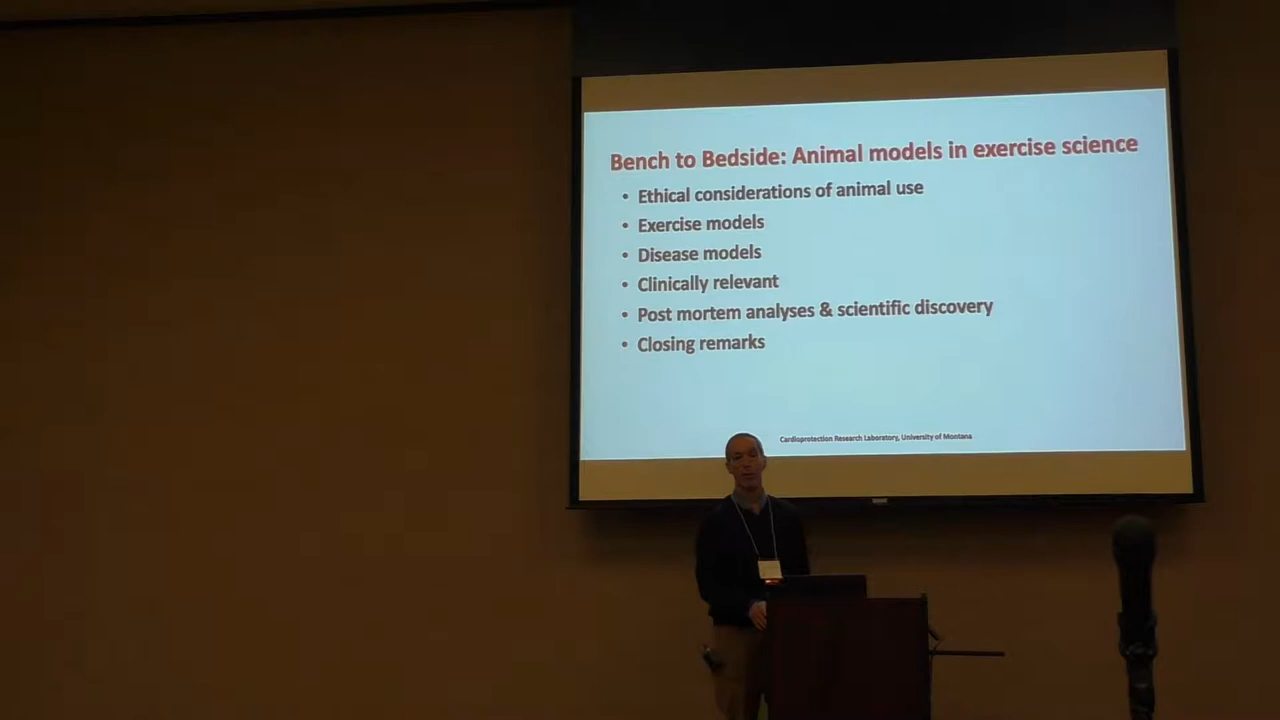 Bench to Bedside: Animal models in exercise science
• Ethical considerations of animal use
• Exercise models
• Disease models
• Clinically relevant
• Post mortem analyses & scientific discovery
• Closing remarks
Cardioprotection Research Laboratory, University of Montana